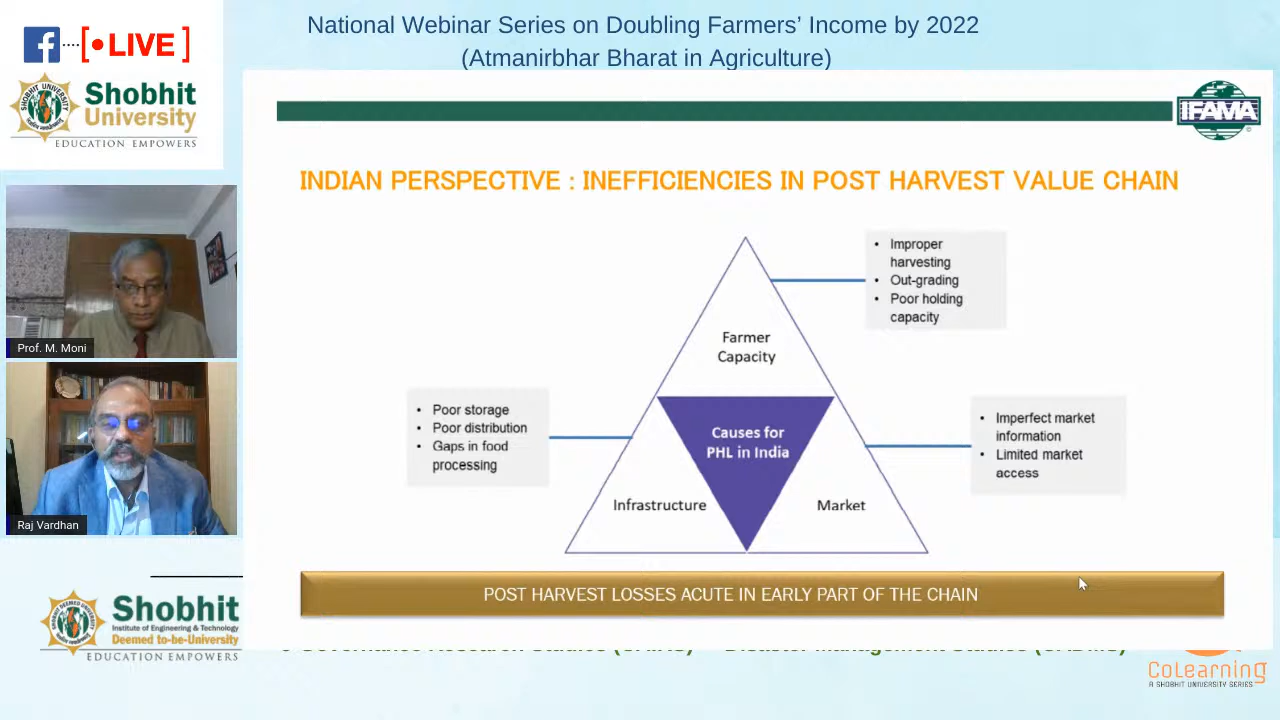 National Webinar Series on Doubling Farmers' Income by 2022
(Atmanirbhar Bharat in Agriculture)
LIVE
Shobhit
University
EDUCATION EMPOWERS
IFAMA
INDIAN PERSPECTIVE : INEFFICIENCIES IN POST HARVEST VALUE CHAIN
• Improper
harvesting
• Out-grading
• Poor holding
capacity
Farmer
Capacity
Prof. M. Moni
• Poor storage
• Poor distribution
• Gaps in food
processing
Causes for
PHL in India
• Imperfect market
information
• Limited market
access
Infrastructure
Market
Raj Vardhan
POST HARVEST LOSSES ACUTE IN EARLY PART OF THE CHAIN
Shobhit
Institute of Engineering & Technology
Deemed to-be-University
EDUCATION EMPOWERS
CoLearning
A SHOBHIT UNIVERSITY SERIES